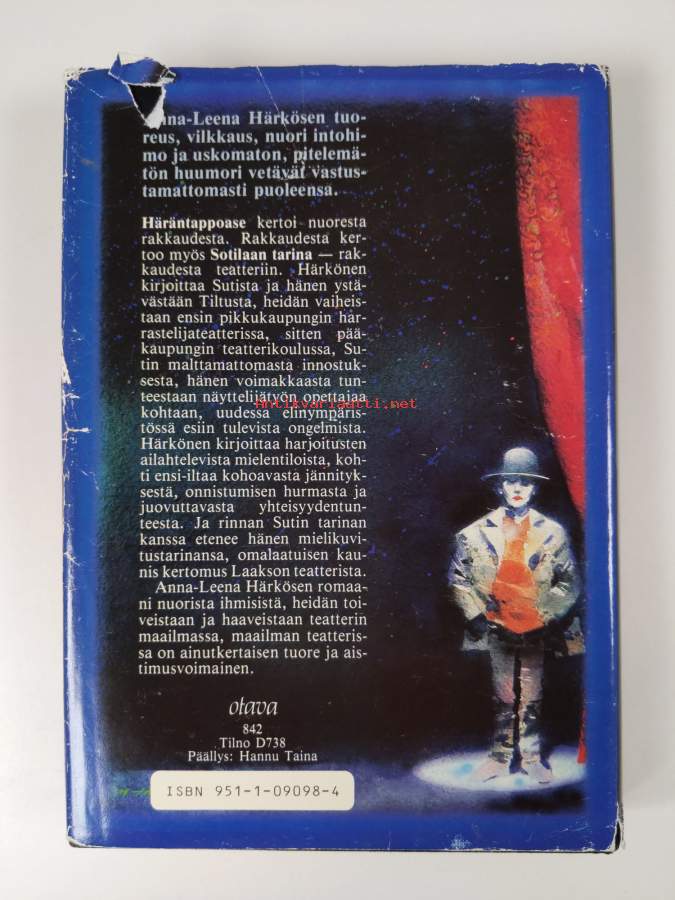 nna-Leena Härkösen tuo-
reus, vilkkaus, nuori intohi-
mo ja uskomaton, pitelemä-
tön huumori vetävät vastus-
tamattomasti puoleensa.
Häräntappoase kertoi nuoresta
rakkaudesta. Rakkaudesta ker-
too myös Sotilaan tarina — rak-
kaudesta teatteriin. Härkönen
kirjoittaa Sutista ja hänen ystä-
västään Tiltusta, heidän vaiheis-
taan ensin pikkukaupungin har-
rastelijateatterissa, sitten pää-
kaupungin teatterikoulussa, Su-
tin malttamattomasta innostuk-
sesta, hänen voimakkaasta tun-
teestaan näyttelijätyön opettajaa
kohtaan, uudessa elinympäris-
tössä esiin tulevista ongelmista.
Härkönen kirjoittaa harjoitusten
ailahtelevista mielentiloista, koh-
ti ensi-iltaa kohoavasta jännityk-
sestä, onnistumisen hurmasta ja
juovuttavasta yhteisyydentun-
teesta. Ja rinnan Sutin tarinan
kanssa etenee hänen mielikuvi-
tustarinansa, omalaatuisen kau-
nis kertomus Laakson teatterista.
Anna-Leena Härkösen romaa-
ni nuorista ihmisistä, heidän toi-
veistaan ja haaveistaan teatterin
maailmassa, maailman teatteris-
sa on ainutkertaisen tuore ja ais-
timusvoimainen.
Antikvariaatti.net
otava
842
Tilno D738
Päällys: Hannu Taina
ISBN 951-1-09098-4